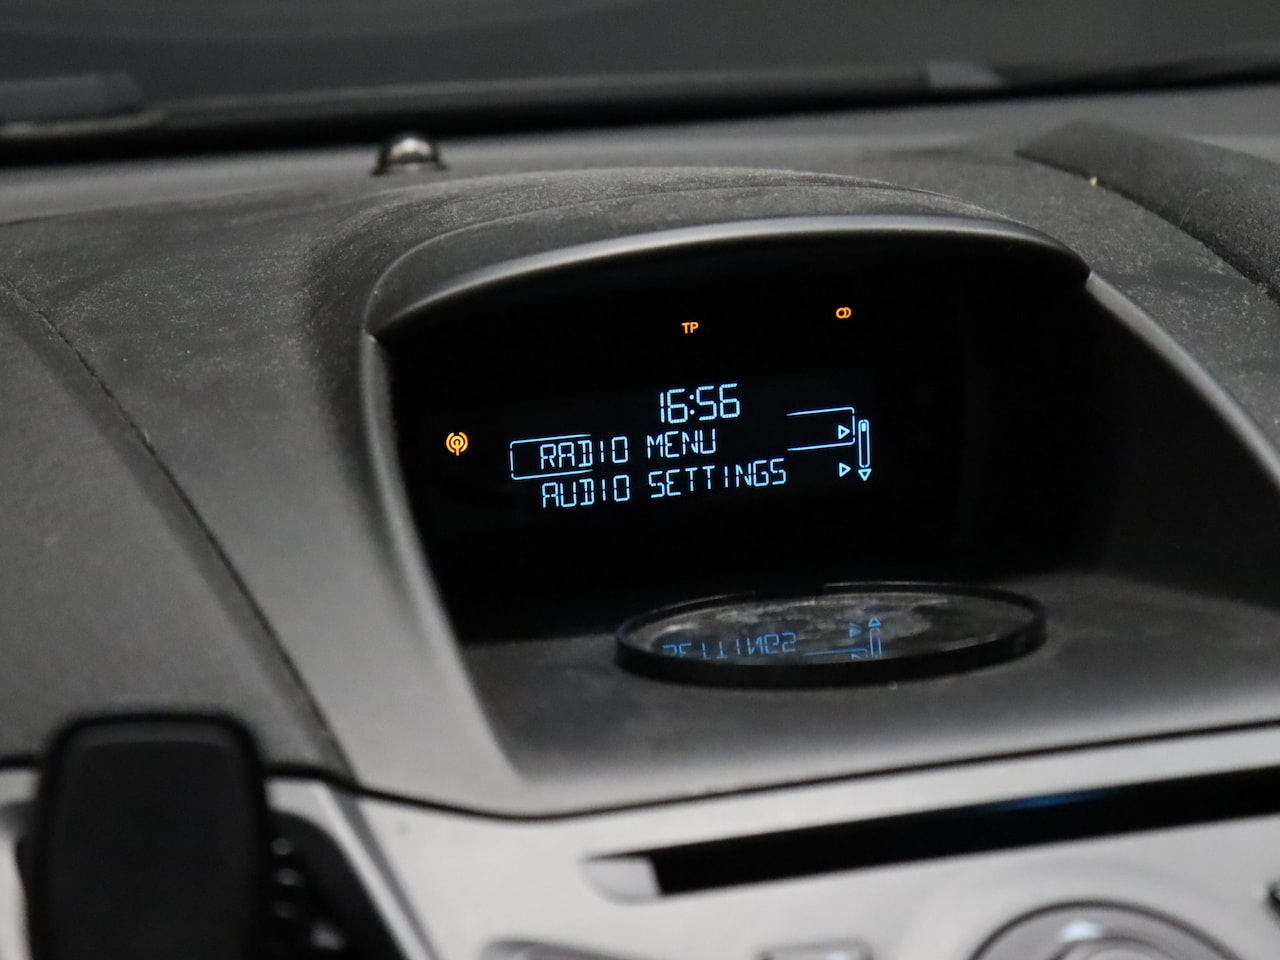 TP
16:56
RADIO MENU
AUDIO SETTINGS